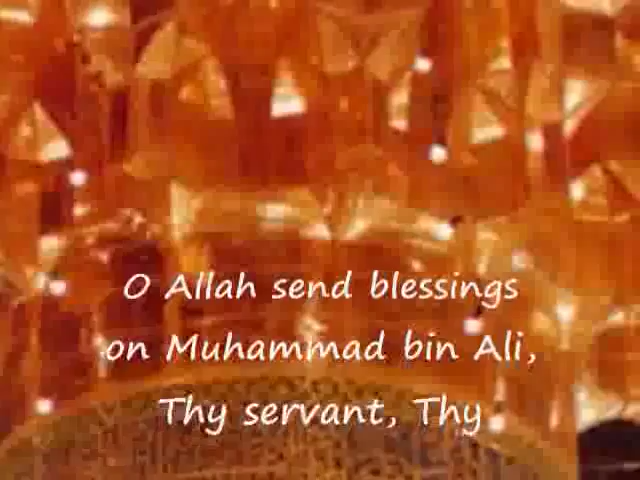 O Allah send blessings
on Muhammad bin Ali,
Thy servant, Thy